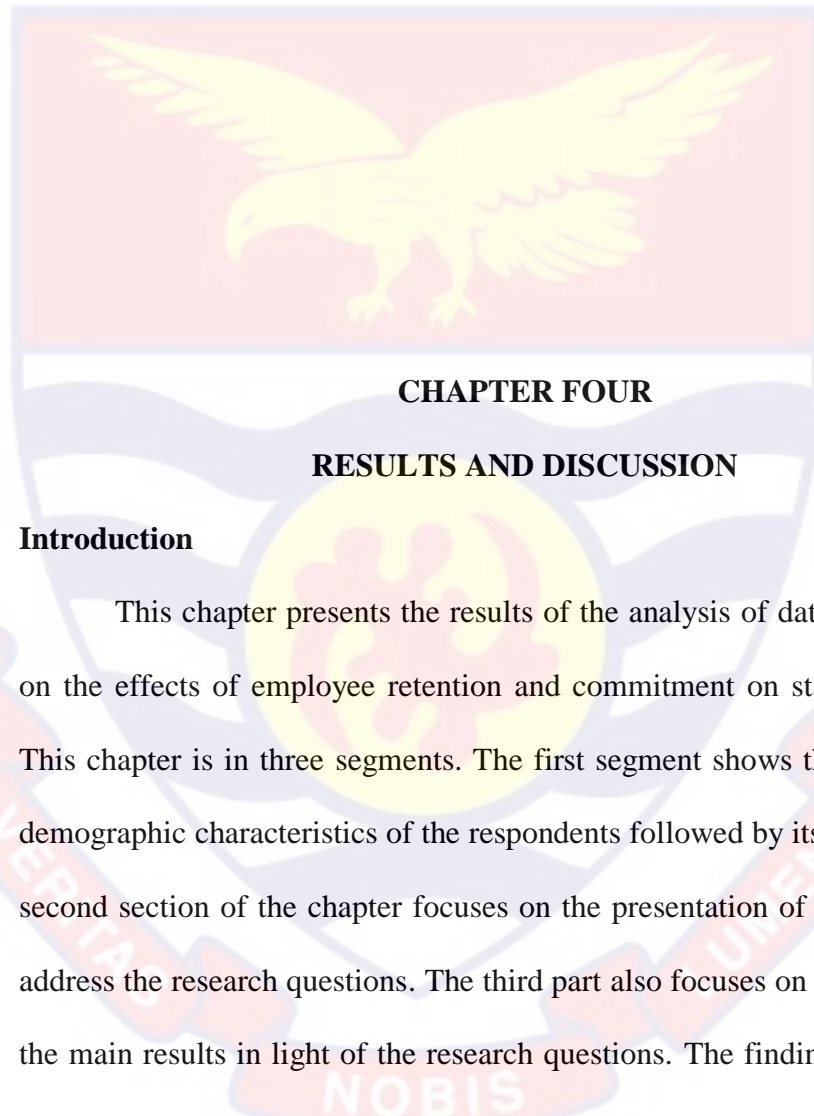 CHAPTER FOUR
RESULTS AND DISCUSSION
Introduction
This chapter presents the results of the analysis of dat
on the effects of employee retention and commitment on st
This chapter is in three segments. The first segment shows t
demographic characteristics of the respondents followed by its
second section of the chapter focuses on the presentation of
address the research questions. The third part also focuses on
the main results in light of the research questions. The findin
VERITAS
NOBIS
LUMEN